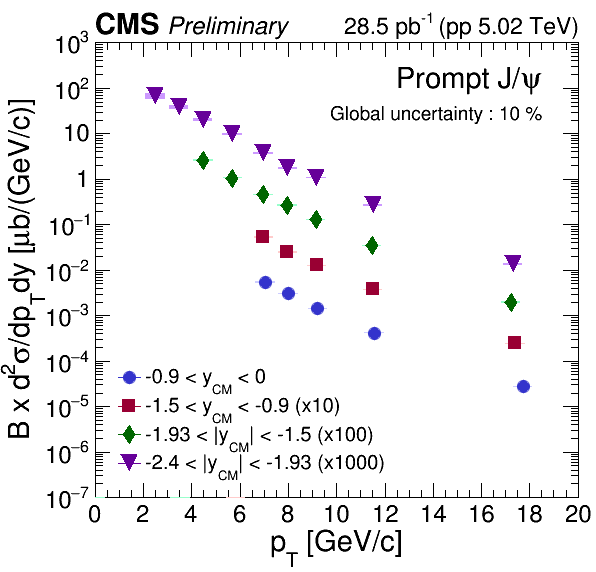 CMS Preliminary 28.5 pb⁻¹ (pp 5.02 TeV)
Prompt J/ψ
Global uncertainty : 10 %
B x d²σ/dp_T dy [μb/(GeV/c)]
10³
10²
10
1
10⁻¹
10⁻²
10⁻³
10⁻⁴
10⁻⁵
10⁻⁶
10⁻⁷
-0.9 < y_CM < 0
-1.5 < y_CM < -0.9 (x10)
-1.93 < |y_CM| < -1.5 (x100)
-2.4 < |y_CM| < -1.93 (x1000)
0 2 4 6 8 10 12 14 16 18 20
p_T [GeV/c]